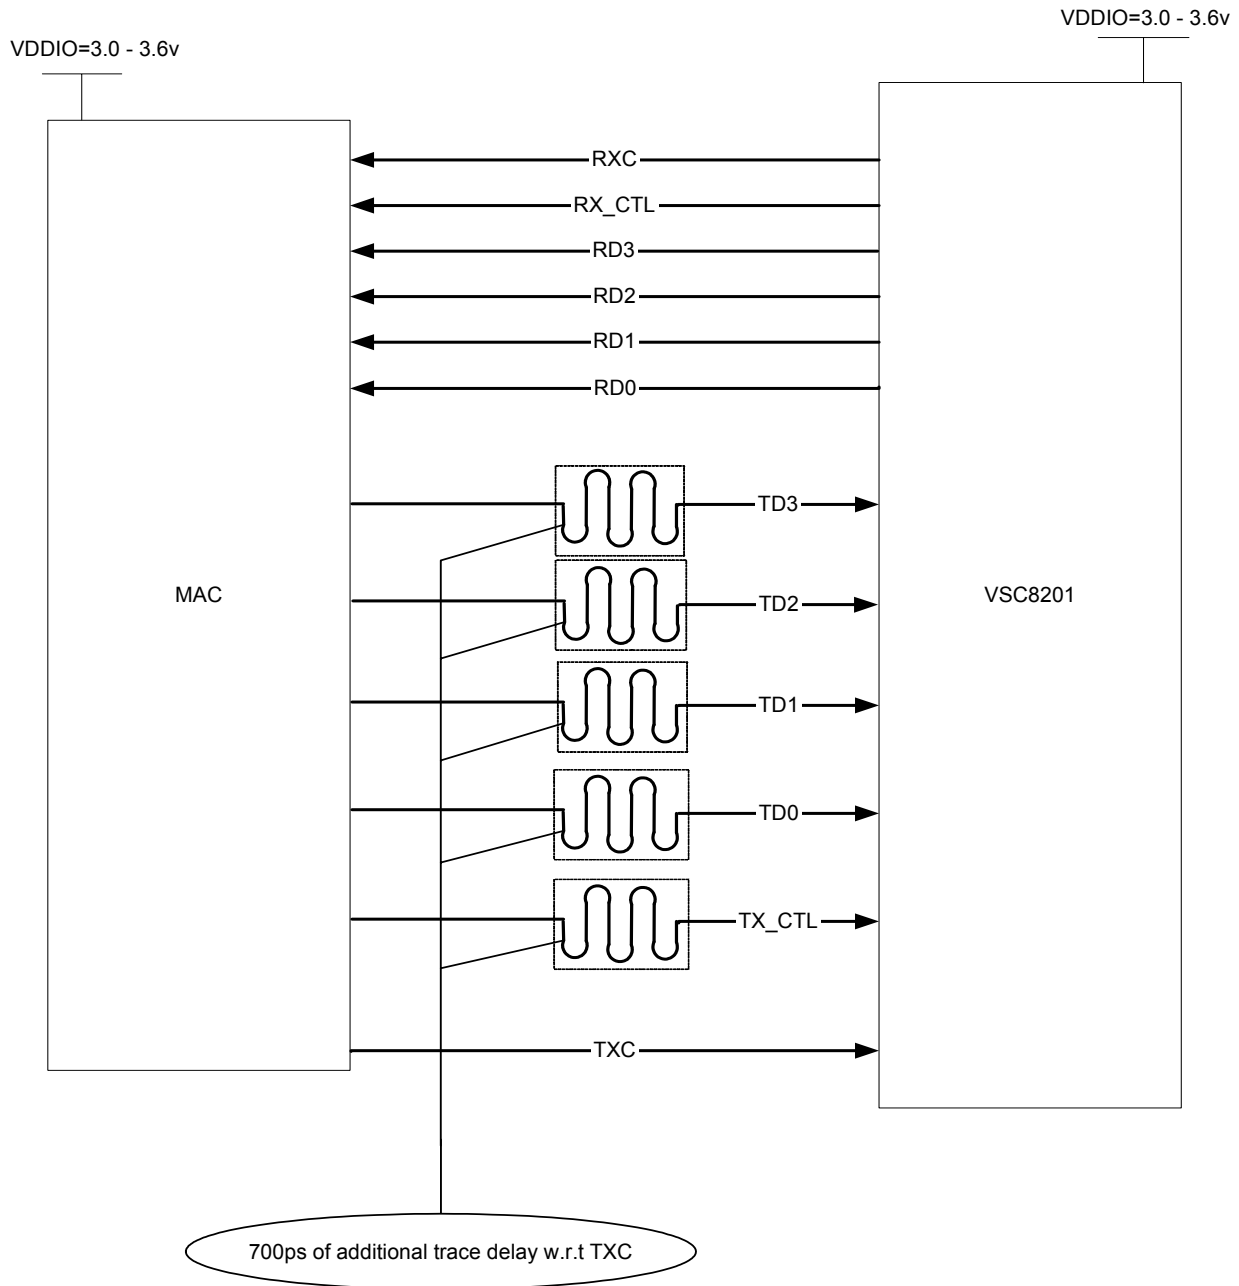 VDDIO=3.0 - 3.6v
VDDIO=3.0 - 3.6v
RXC
RX_CTL
RD3
RD2
RD1
RD0
TD3
MAC
TD2
VSC8201
TD1
TD0
TX_CTL
TXC
700ps of additional trace delay w.r.t TXC